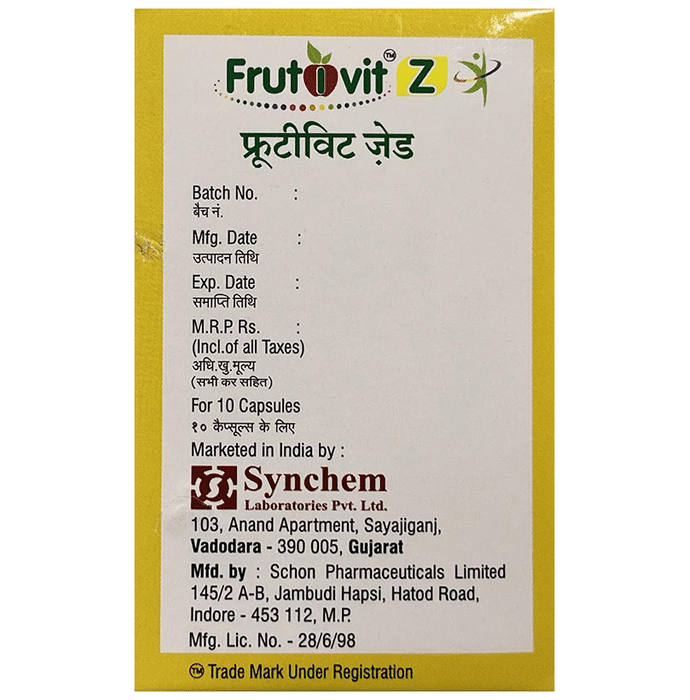 Frutivit™ Z
फ्रूटीविट ज़ेड
Batch No. :
बैच नं.
Mfg. Date :
उत्पादन तिथि
Exp. Date :
समाप्ति तिथि
M.R.P. Rs. :
(Incl.of all Taxes)
अधि.खु.मूल्य
(सभी कर सहित)
For 10 Capsules
१० कैप्सूल्स के लिए
Marketed in India by :
Synchem
Laboratories Pvt. Ltd.
103, Anand Apartment, Sayajiganj,
Vadodara - 390 005, Gujarat
Mfd. by : Schon Pharmaceuticals Limited
145/2 A-B, Jambudi Hapsi, Hatod Road,
Indore - 453 112, M.P.
Mfg. Lic. No. - 28/6/98
™ Trade Mark Under Registration